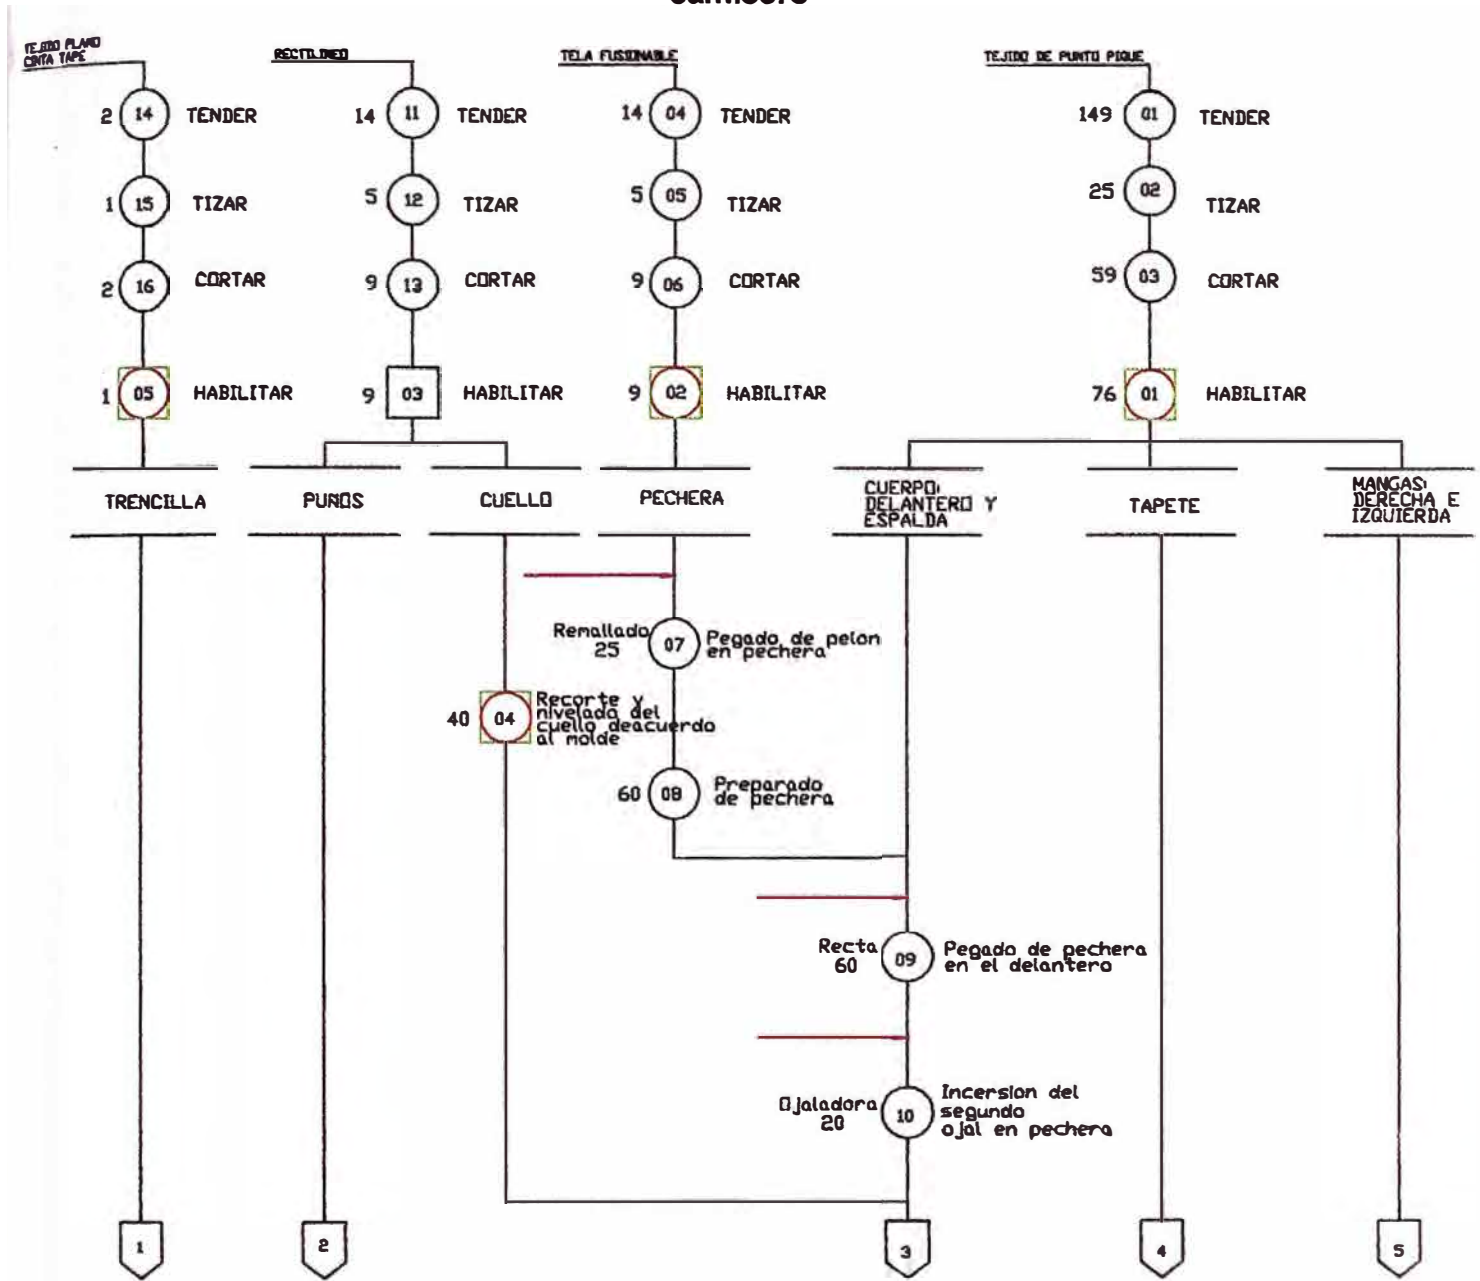 TEJIDO PLANO
CINTA TAPE
RECTILINEO
TELA FUSIONABLE
TEJIDO DE PUNTO PIQUE
2 14 TENDER
14 11 TENDER
14 04 TENDER
149 01 TENDER
1 15 TIZAR
5 12 TIZAR
5 05 TIZAR
25 02 TIZAR
2 16 CORTAR
9 13 CORTAR
9 06 CORTAR
59 03 CORTAR
1 05 HABILITAR
9 03 HABILITAR
9 02 HABILITAR
76 01 HABILITAR
TRENCILLA
PUÑOS
CUELLO
PECHERA
CUERPO:
DELANTERO Y
ESPALDA
TAPETE
MANGAS:
DERECHA E
IZQUIERDA
Remallado
25
07
Pegado de pelon
en pechera
40 04
Recorte y
nivelado del
cuello deacuerdo
al molde
60 08
Preparado
de pechera
Recta
60
09
Pegado de pechera
en el delantero
Ojaladora
20
10
Incersion del
segundo
ojal en pechera
1
2
3
4
5